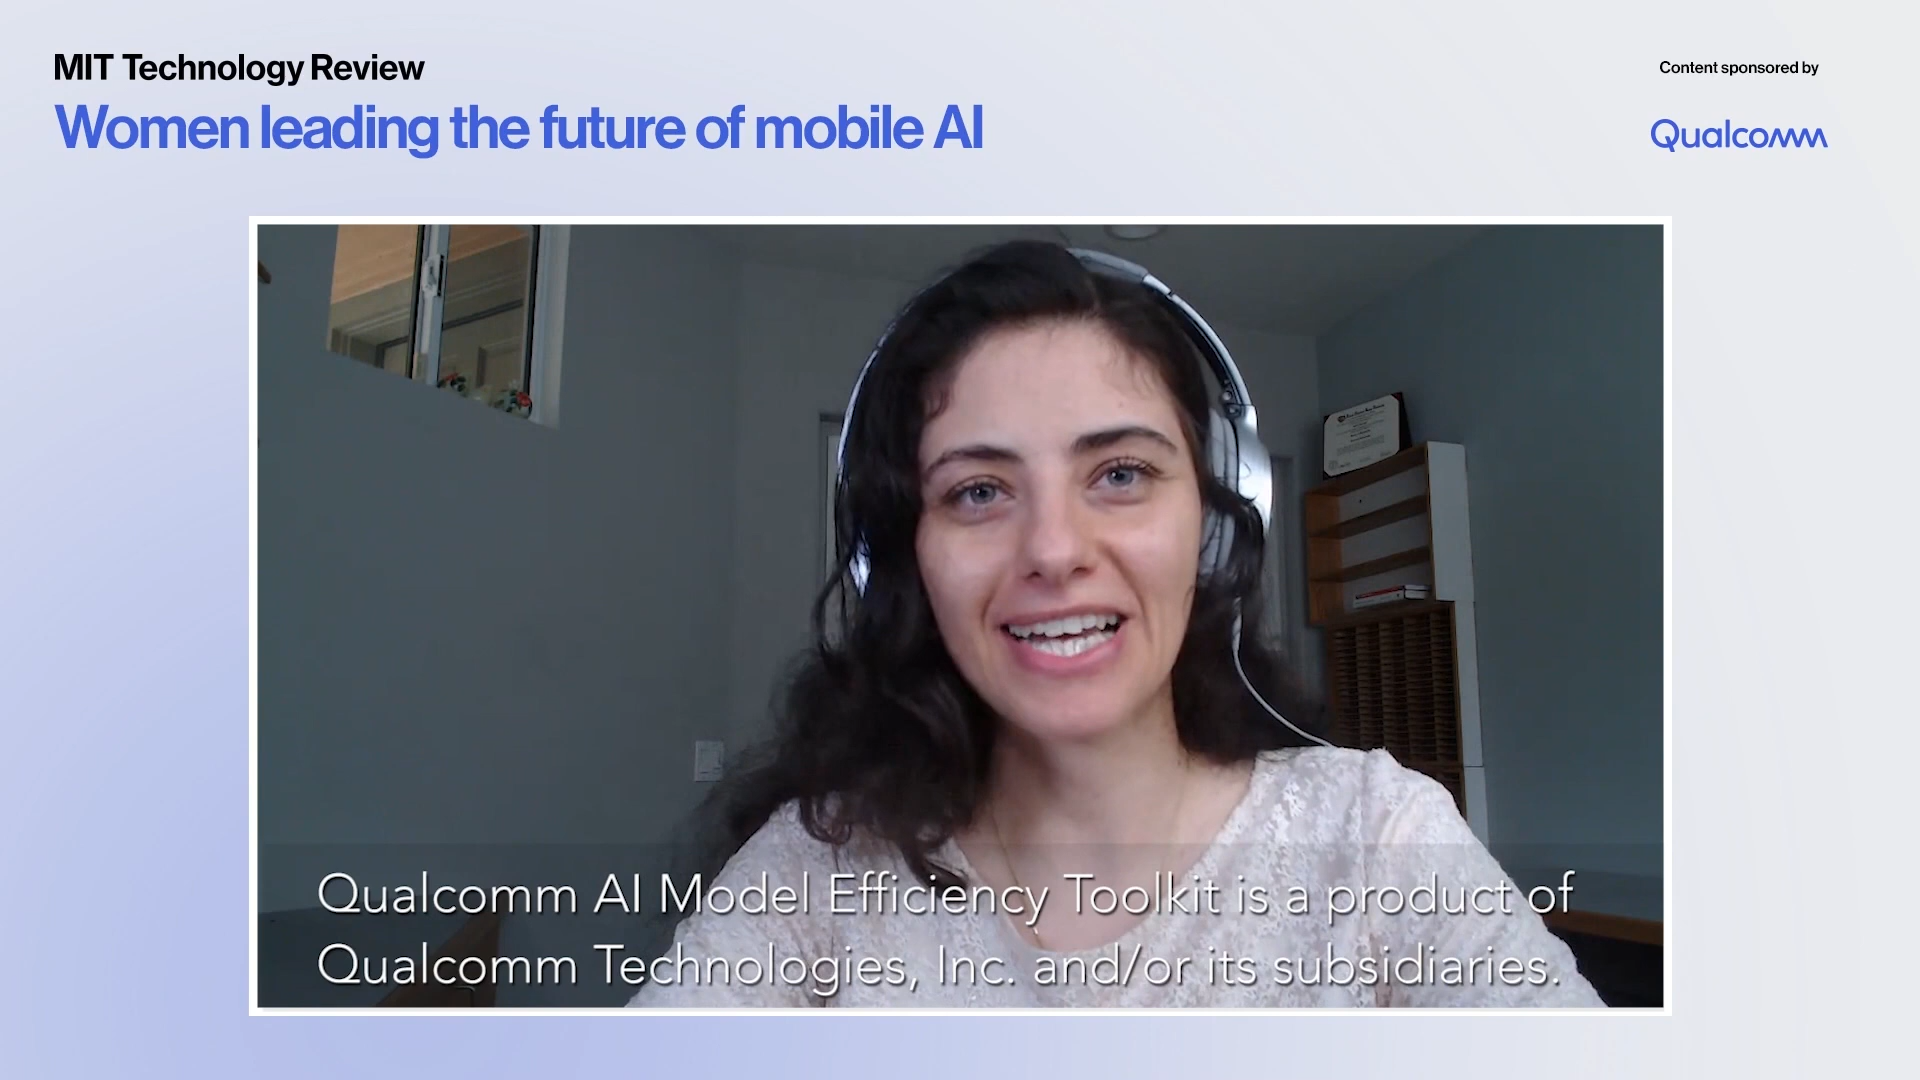 MIT Technology Review
Women leading the future of mobile AI
Content sponsored by
Qualcomm
Qualcomm AI Model Efficiency Toolkit is a product of
Qualcomm Technologies, Inc. and/or its subsidiaries.